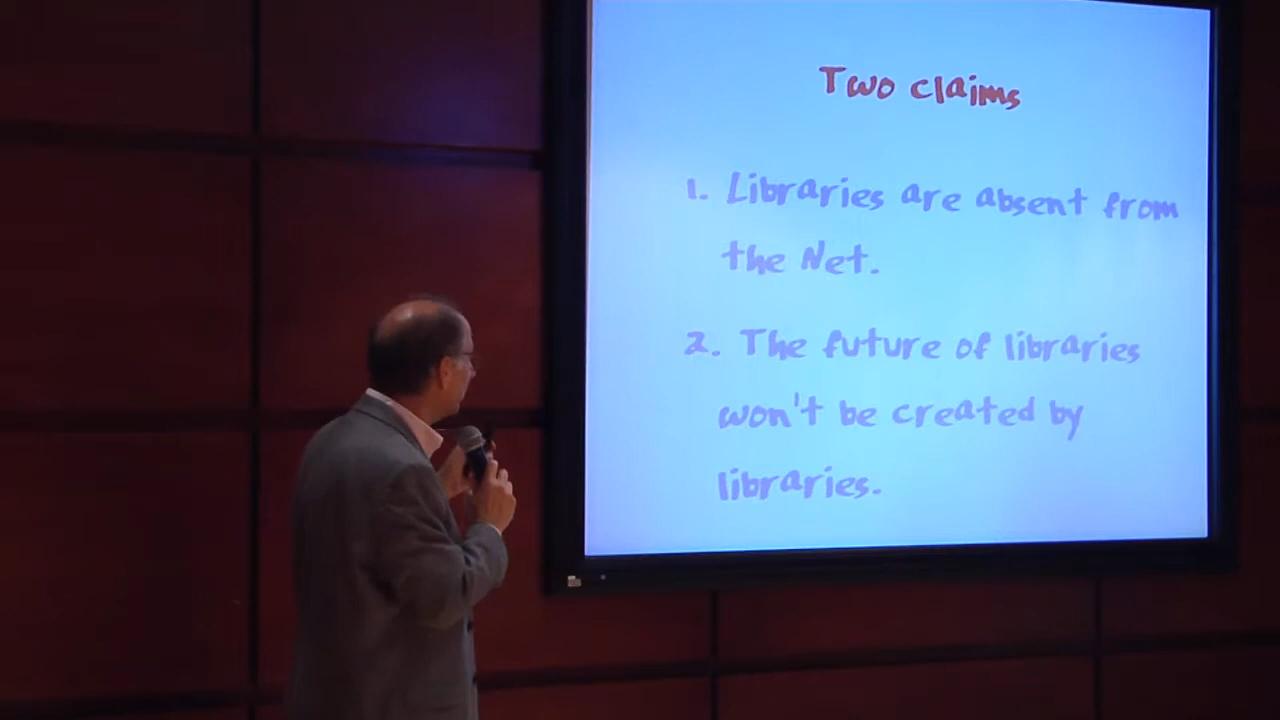 Two claims
1. Libraries are absent from
the Net.
2. The future of libraries
won't be created by
libraries.